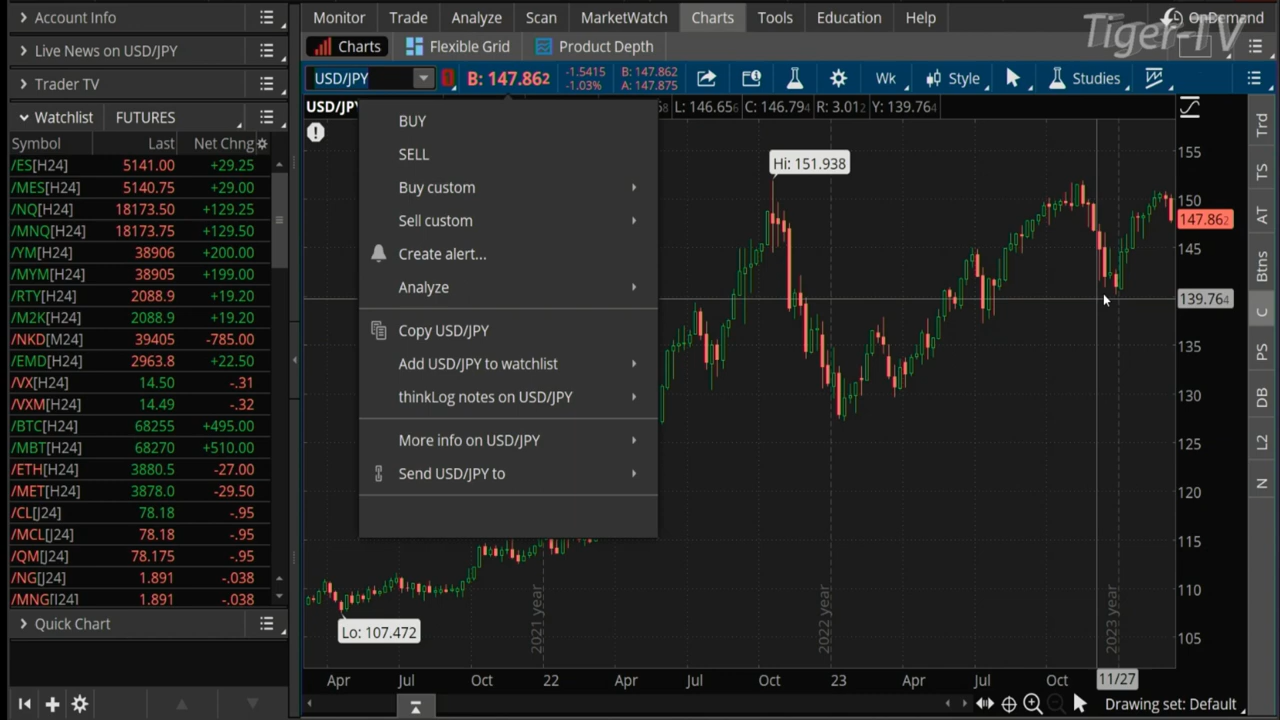 Account Info
Live News on USD/JPY
Trader TV
Watchlist FUTURES
Symbol Last Net Chng
/ES[H24] 5141.00 +29.25
/MES[H24] 5140.75 +29.00
/NQ[H24] 18173.50 +129.25
/MNQ[H24] 18173.75 +129.50
/YM[H24] 38906 +200.00
/MYM[H24] 38905 +199.00
/RTY[H24] 2088.9 +19.20
/M2K[H24] 2088.9 +19.20
/NKD[M24] 39405 -785.00
/EMD[H24] 2963.8 +22.50
/VX[H24] 14.50 -.31
/VXM[H24] 14.49 -.32
/BTC[H24] 68255 +495.00
/MBT[H24] 68270 +510.00
/ETH[H24] 3880.5 -27.00
/MET[H24] 3878.0 -29.50
/CL[J24] 78.18 -.95
/MCL[J24] 78.18 -.95
/QM[J24] 78.175 -.95
/NG[J24] 1.891 -.038
/MNG[J24] 1.891 -.038
Quick Chart
Monitor Trade Analyze Scan MarketWatch Charts Tools Education Help
OnDemand
Tiger-TV
Charts Flexible Grid Product Depth
USD/JPY B: 147.862 -1.5415 -1.03% B: 147.862 A: 147.875 Wk Style Studies
USD/JPY L: 146.656 C: 146.794 R: 3.012 Y: 139.764
BUY
SELL
Buy custom
Sell custom
Create alert...
Analyze
Copy USD/JPY
Add USD/JPY to watchlist
thinkLog notes on USD/JPY
More info on USD/JPY
Send USD/JPY to
Hi: 151.938
Lo: 107.472
155
150
147.862
145
139.764
135
130
125
120
115
110
105
2021 year
2022 year
2023 year
Apr Jul Oct 22 Apr Jul Oct 23 Apr Jul Oct 11/27
Drawing set: Default
Trd
TS
AT
Btns
C
PS
DB
L2
N